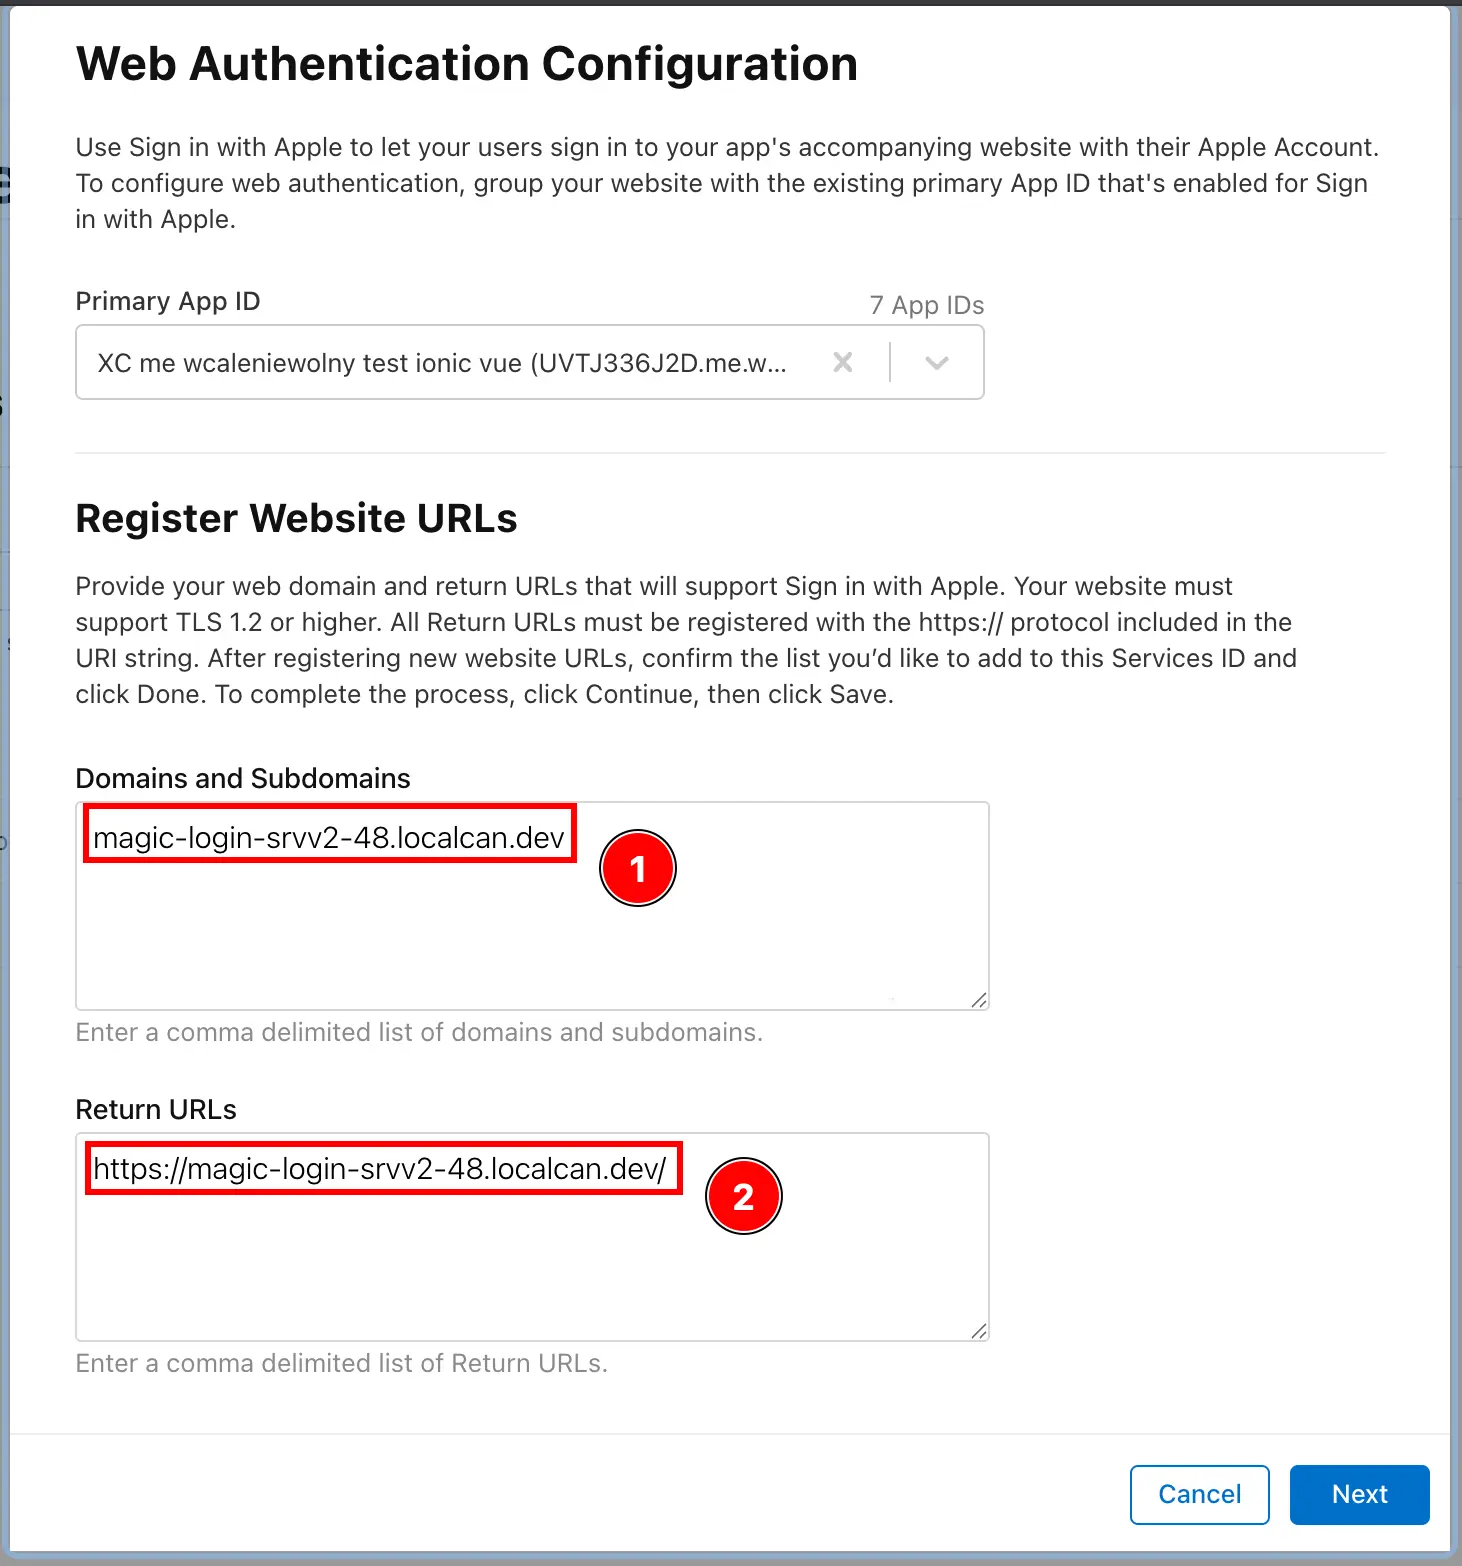 Web Authentication Configuration
Use Sign in with Apple to let your users sign in to your app's accompanying website with their Apple Account.
To configure web authentication, group your website with the existing primary App ID that's enabled for Sign
in with Apple.
Primary App ID
7 App IDs
XC me wcaleniewolny test ionic vue (UVTJ336J2D.me.w...
Register Website URLs
Provide your web domain and return URLs that will support Sign in with Apple. Your website must
support TLS 1.2 or higher. All Return URLs must be registered with the https:// protocol included in the
URI string. After registering new website URLs, confirm the list you’d like to add to this Services ID and
click Done. To complete the process, click Continue, then click Save.
Domains and Subdomains
magic-login-srvv2-48.localcan.dev
1
Enter a comma delimited list of domains and subdomains.
Return URLs
https://magic-login-srvv2-48.localcan.dev/
2
Enter a comma delimited list of Return URLs.
Cancel
Next